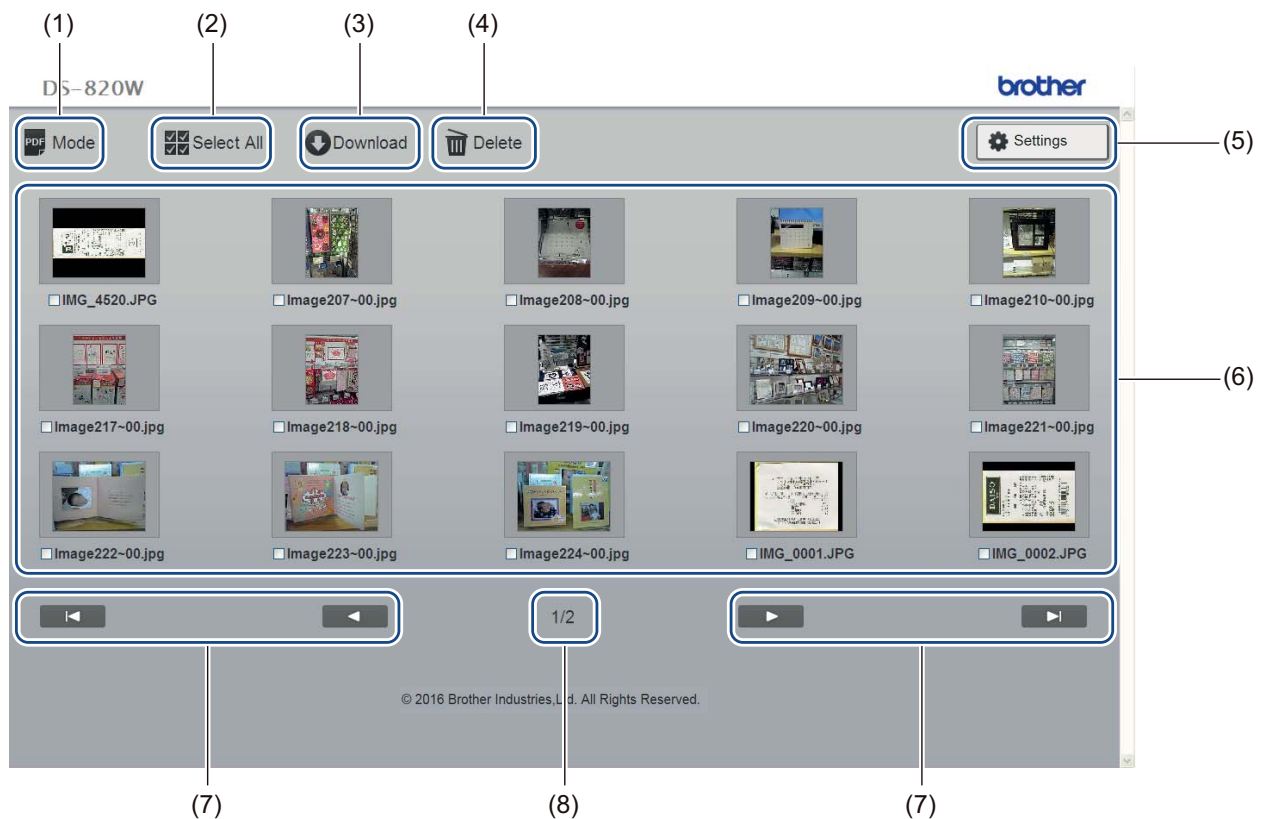 (1) (2) (3) (4)
DS-820W brother
PDF Mode Select All Download Delete Settings (5)
IMG_4520.JPG Image207~00.jpg Image208~00.jpg Image209~00.jpg Image210~00.jpg
(6)
Image217~00.jpg Image218~00.jpg Image219~00.jpg Image220~00.jpg Image221~00.jpg
DAISO
Image222~00.jpg Image223~00.jpg Image224~00.jpg IMG_0001.JPG IMG_0002.JPG
1/2
© 2016 Brother Industries,Ltd. All Rights Reserved.
(7) (8) (7)